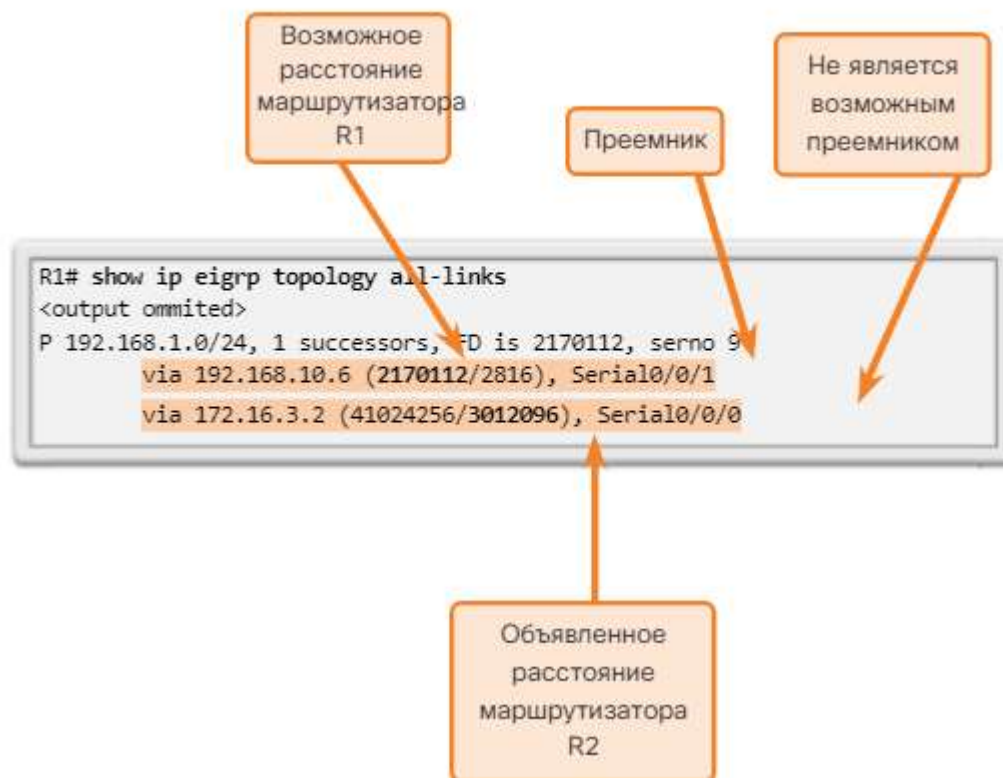 Возможное
расстояние
маршрутизатора
R1
Преемник
Не является
возможным
преемником
R1# show ip eigrp topology all-links
<output ommited>
P 192.168.1.0/24, 1 successors, FD is 2170112, serno 9
via 192.168.10.6 (2170112/2816), Serial0/0/1
via 172.16.3.2 (41024256/3012096), Serial0/0/0
Объявленное
расстояние
маршрутизатора
R2